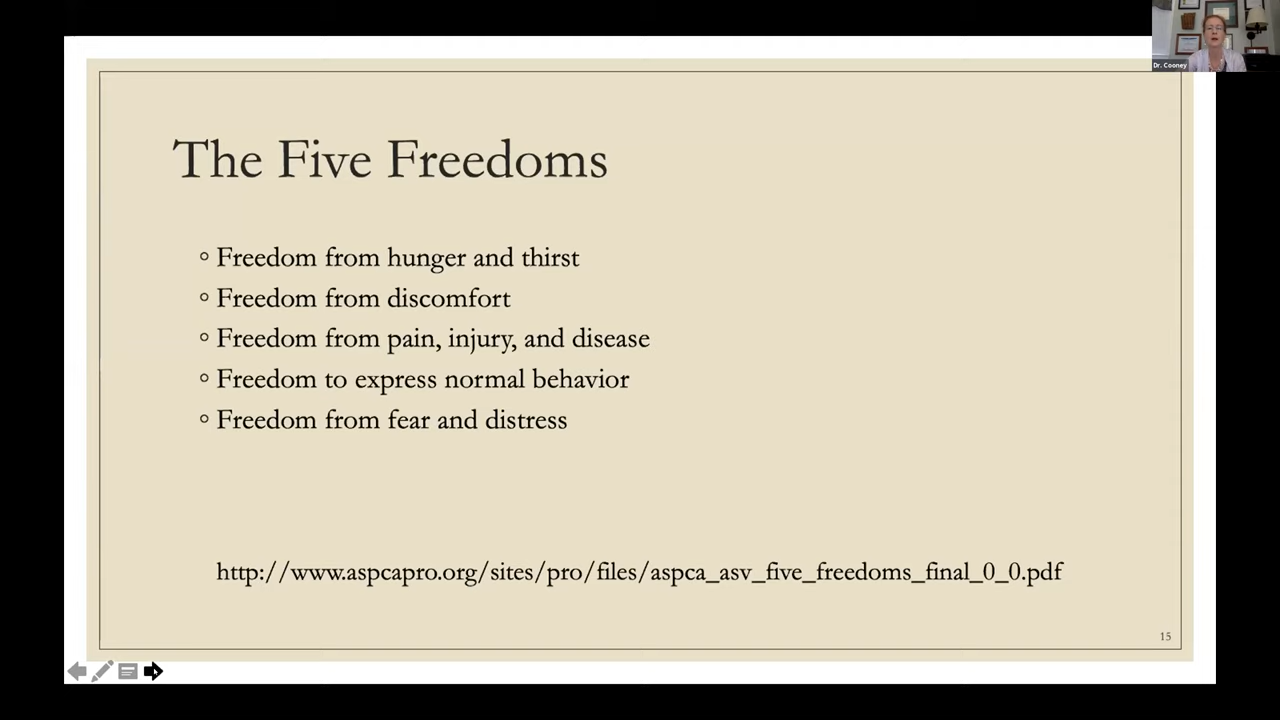 Dr. Cooney
The Five Freedoms
◦ Freedom from hunger and thirst
◦ Freedom from discomfort
◦ Freedom from pain, injury, and disease
◦ Freedom to express normal behavior
◦ Freedom from fear and distress
http://www.aspcapro.org/sites/pro/files/aspca_asv_five_freedoms_final_0_0.pdf
15